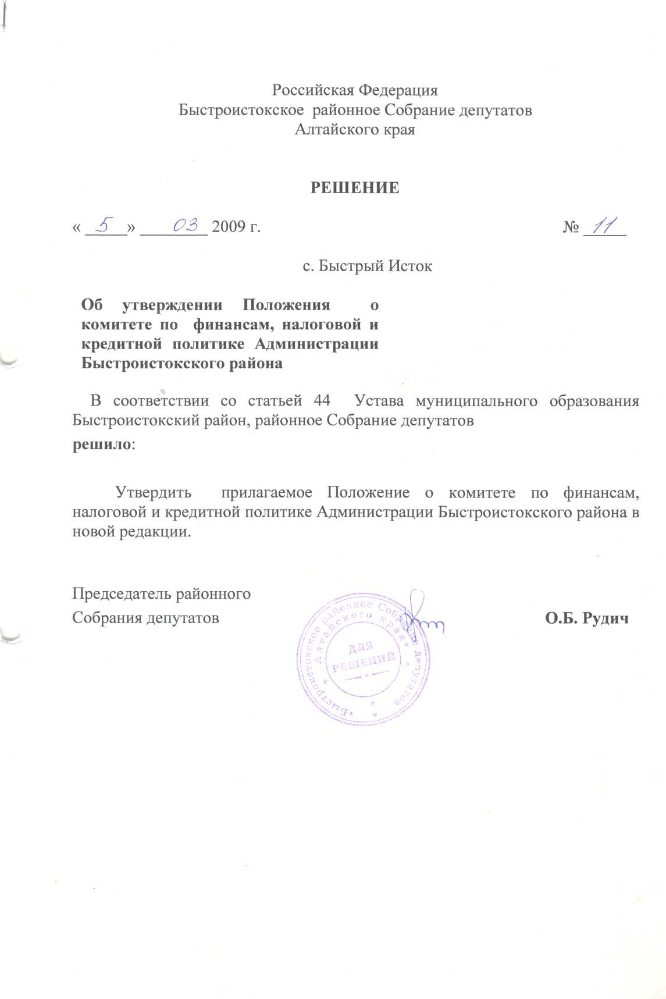 Российская Федерация
Быстроистокское районное Собрание депутатов
Алтайского края
РЕШЕНИЕ
« 5 » 03 2009 г. № 11
с. Быстрый Исток
Об утверждении Положения о
комитете по финансам, налоговой и
кредитной политике Администрации
Быстроистокского района
В соответствии со статьей 44 Устава муниципального образования
Быстроистокский район, районное Собрание депутатов
решило:
Утвердить прилагаемое Положение о комитете по финансам,
налоговой и кредитной политике Администрации Быстроистокского района в
новой редакции.
Председатель районного
Собрания депутатов О.Б. Рудич
«Быстроистокское районное Собрание депутатов
Алтайского края»
ДЛЯ
РЕШЕНИЙ